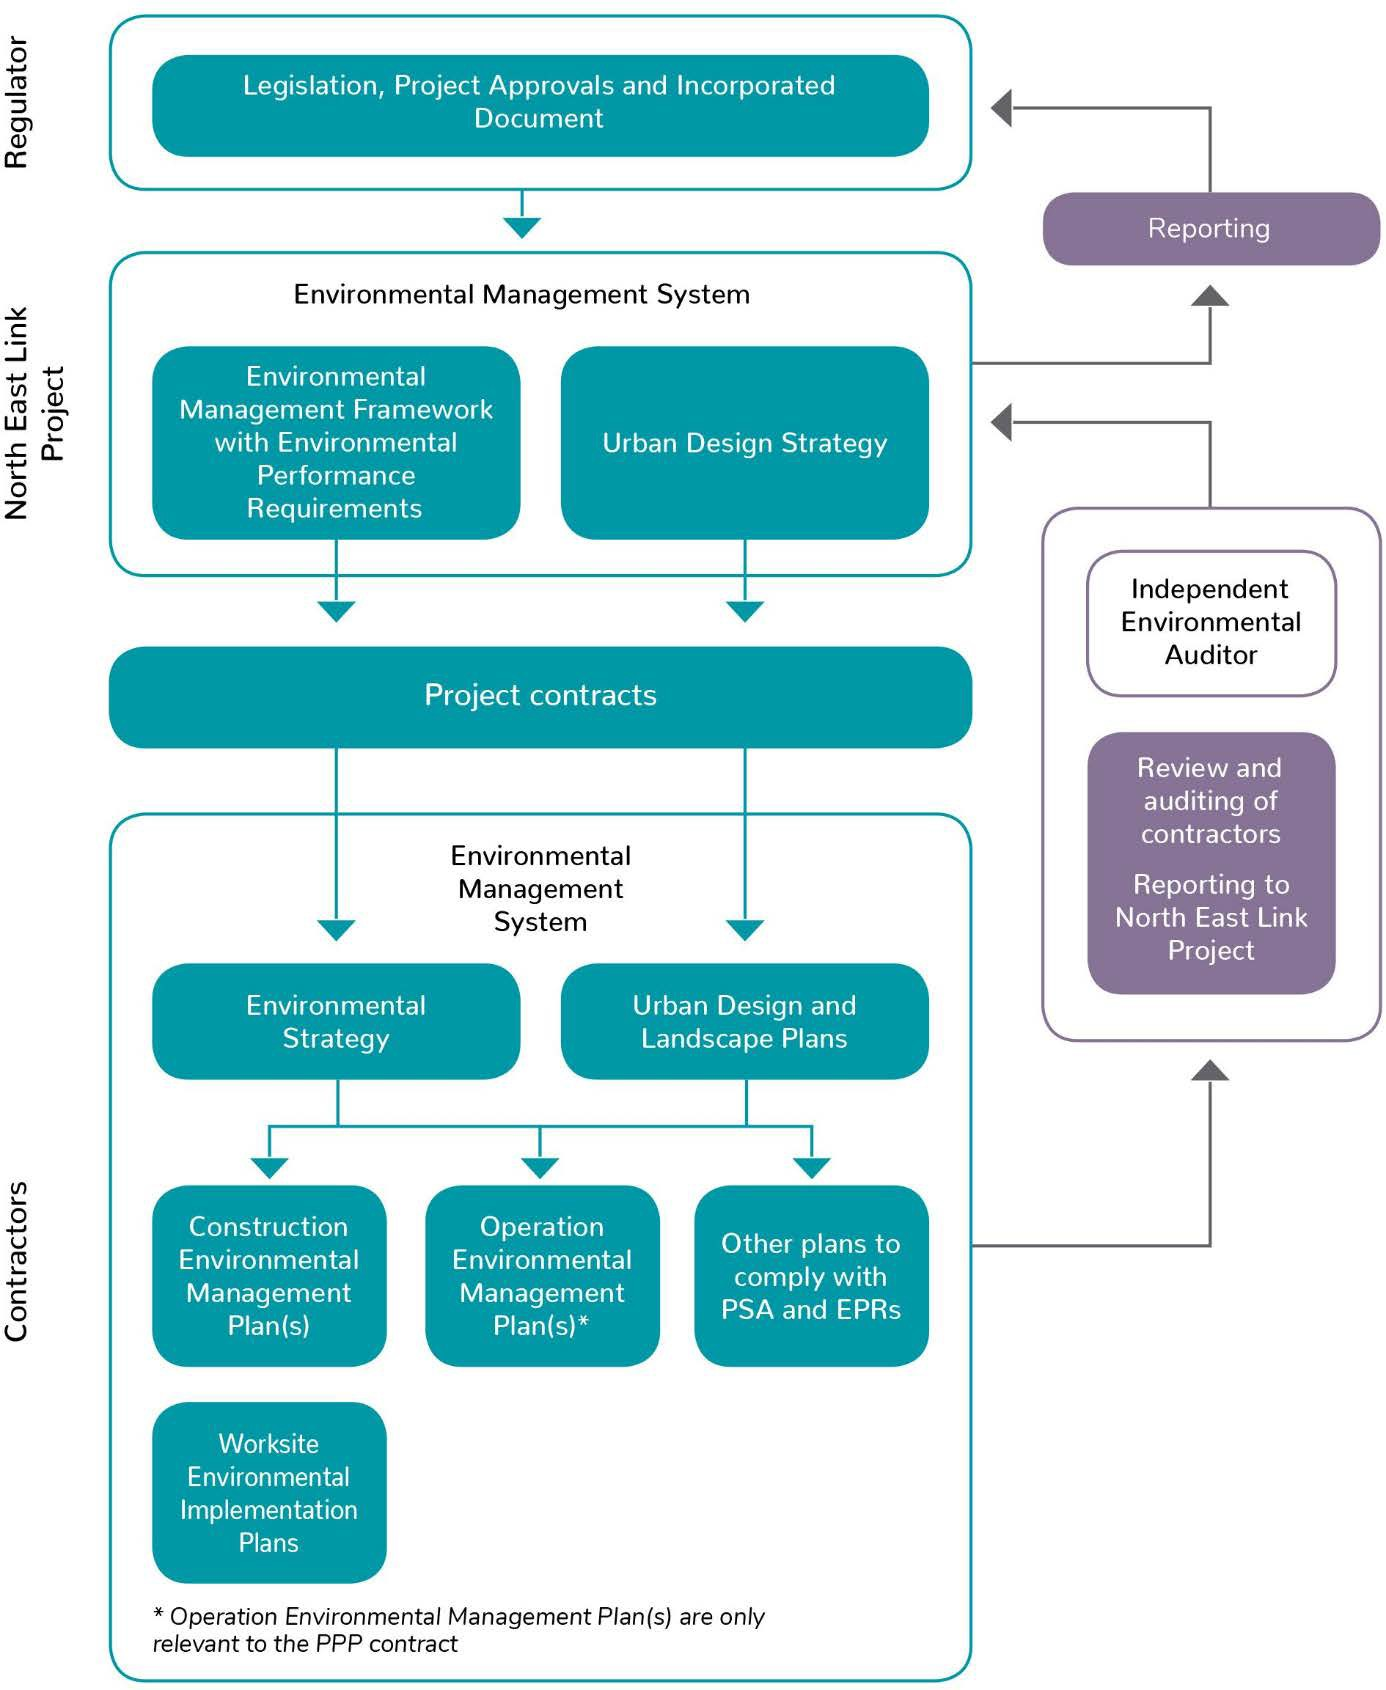 Regulator
Legislation, Project Approvals and Incorporated
Document
Reporting
North East Link
Project
Environmental Management System
Environmental
Management Framework
with Environmental
Performance
Requirements
Urban Design Strategy
Independent
Environmental
Auditor
Review and
auditing of
contractors
Reporting to
North East Link
Project
Project contracts
Contractors
Environmental
Management
System
Environmental
Strategy
Urban Design and
Landscape Plans
Construction
Environmental
Management
Plan(s)
Operation
Environmental
Management
Plan(s)*
Other plans to
comply with
PSA and EPRs
Worksite
Environmental
Implementation
Plans
* Operation Environmental Management Plan(s) are only
relevant to the PPP contract